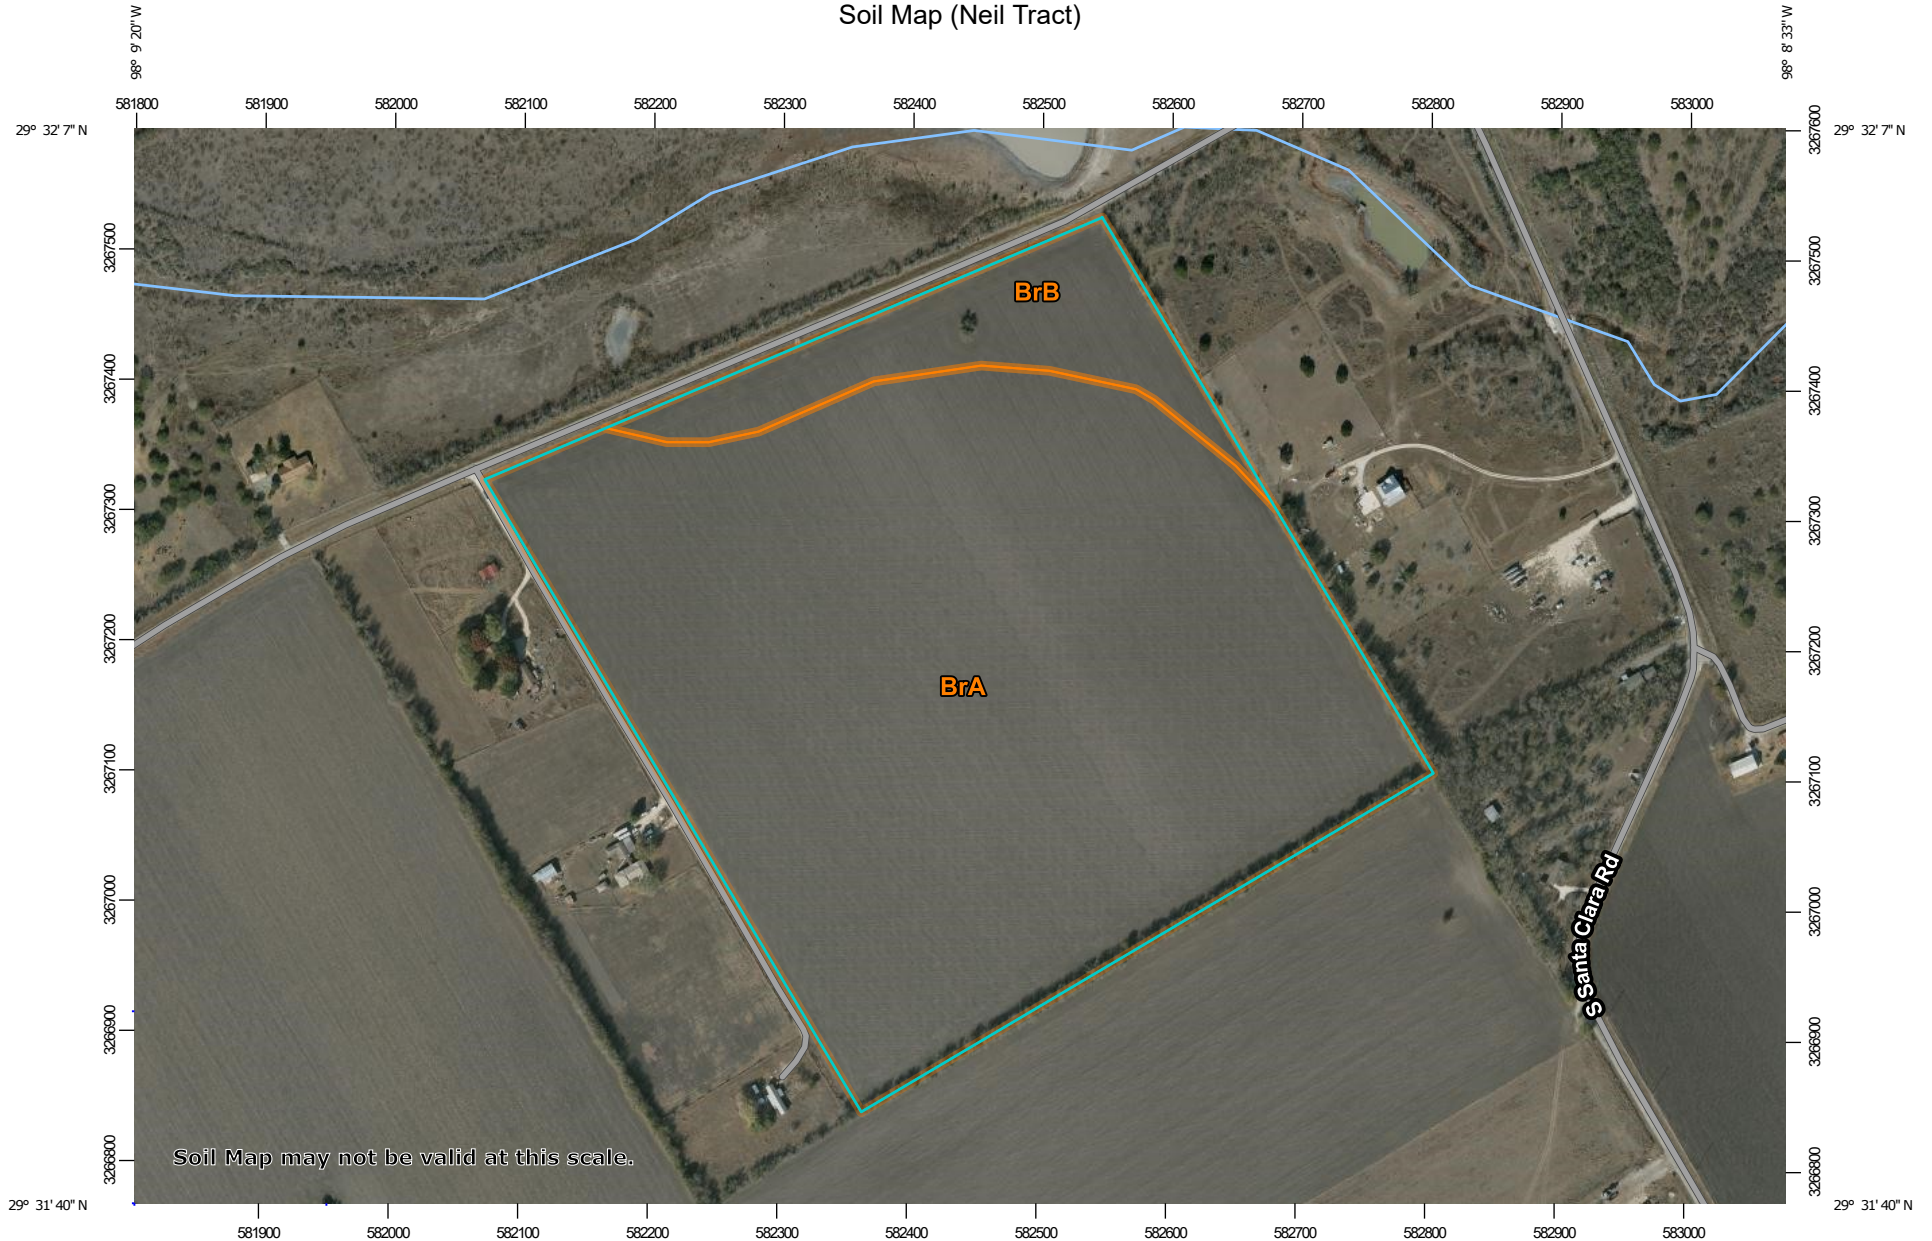 Soil Map (Neil Tract)
98° 9' 20" W
98° 8' 33" W
581800 581900 582000 582100 582200 582300 582400 582500 582600 582700 582800 582900 583000
29° 32' 7" N
29° 32' 7" N
3267600
3267500
3267500
BrB
3267400
3267400
3267300
3267300
3267200
3267200
BrA
3267100
3267100
3267000
3267000
S Santa Clara Rd
3266900
3266900
3266800
3266800
Soil Map may not be valid at this scale.
29° 31' 40" N
29° 31' 40" N
581900 582000 582100 582200 582300 582400 582500 582600 582700 582800 582900 583000